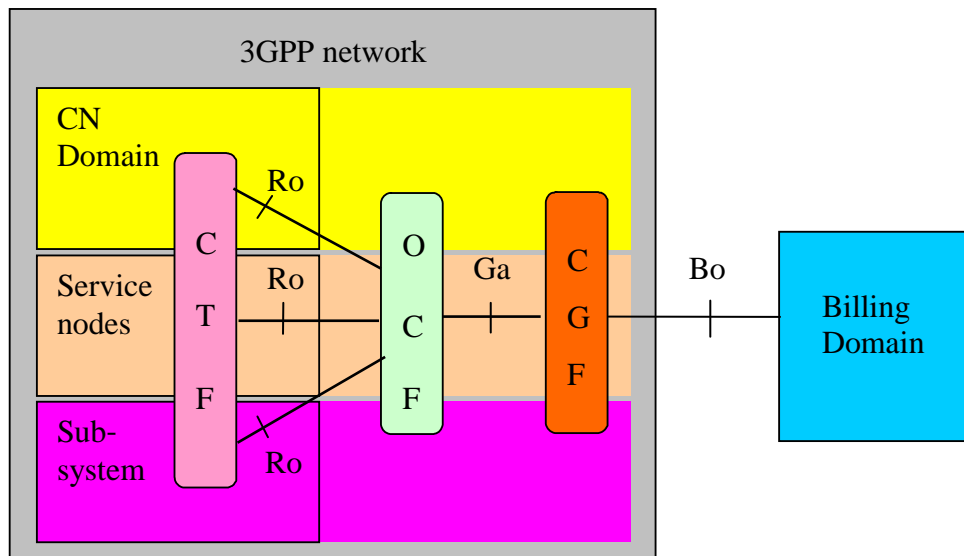 3GPP network
CN
Domain
Ro
C
T
F
Service
nodes
Ro
Sub-
system
Ro
O
C
F
Ga
C
G
F
Bo
Billing
Domain